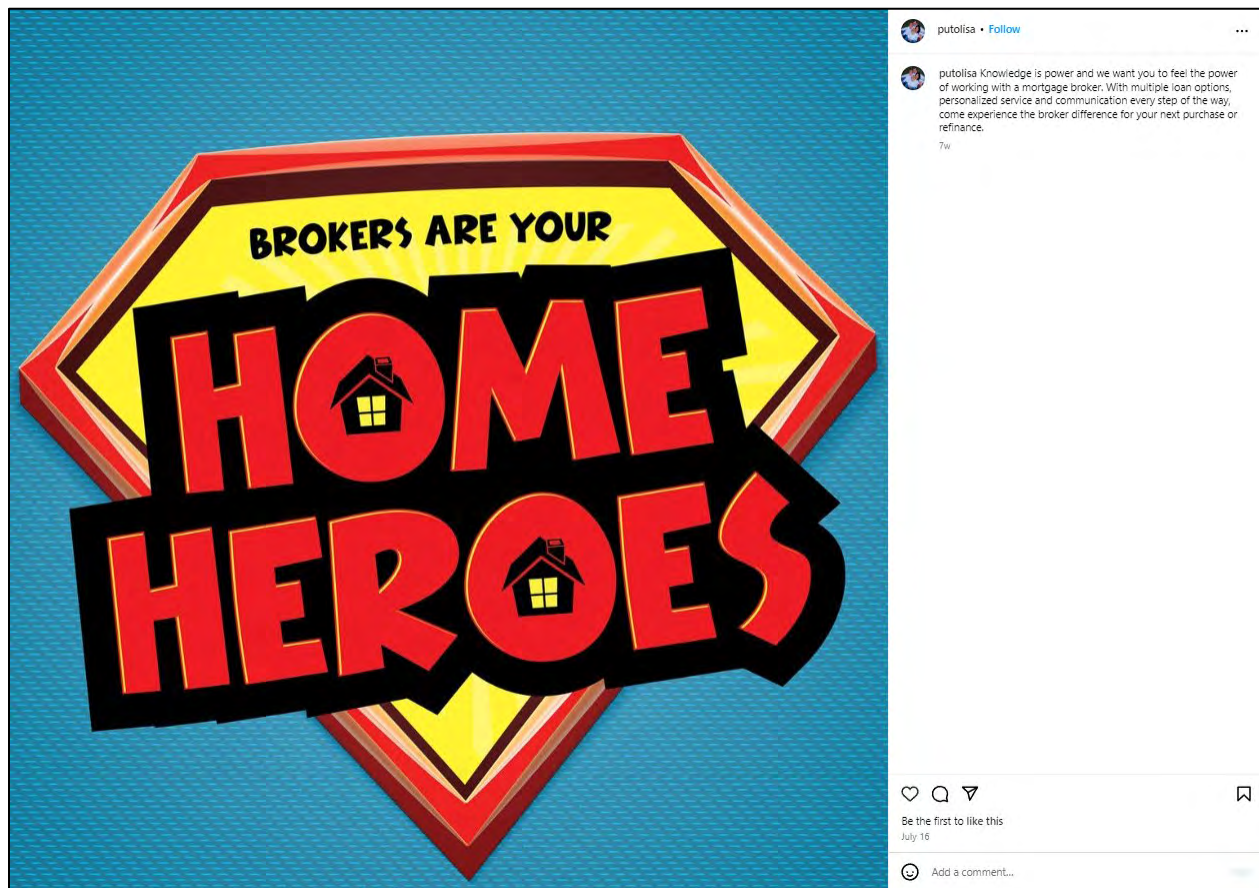 BROKERS ARE YOUR
HOME
HEROES
putolisa • Follow
putolisa Knowledge is power and we want you to feel the power
of working with a mortgage broker. With multiple loan options,
personalized service and communication every step of the way,
come experience the broker difference for your next purchase or
refinance.
7w
Be the first to like this
July 16
Add a comment...